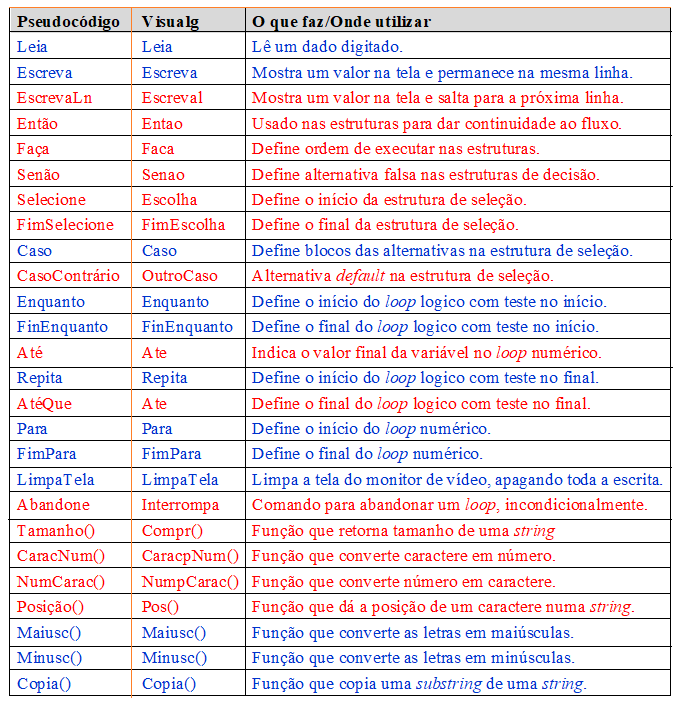 Pseudocódigo Visualg O que faz/Onde utilizar
Leia Leia Lê um dado digitado.
Escreva Escreva Mostra um valor na tela e permanece na mesma linha.
EscrevaLn Escreval Mostra um valor na tela e salta para a próxima linha.
Então Entao Usado nas estruturas para dar continuidade ao fluxo.
Faça Faca Define ordem de executar nas estruturas.
Senão Senao Define alternativa falsa nas estruturas de decisão.
Selecione Escolha Define o início da estrutura de seleção.
FimSelecione FimEscolha Define o final da estrutura de seleção.
Caso Caso Define blocos das alternativas na estrutura de seleção.
CasoContrário OutroCaso Alternativa default na estrutura de seleção.
Enquanto Enquanto Define o início do loop logico com teste no início.
FinEnquanto FinEnquanto Define o final do loop logico com teste no início.
Até Ate Indica o valor final da variável no loop numérico.
Repita Repita Define o início do loop logico com teste no final.
AtéQue Ate Define o final do loop logico com teste no final.
Para Para Define o início do loop numérico.
FimPara FimPara Define o final do loop numérico.
LimpaTela LimpaTela Limpa a tela do monitor de vídeo, apagando toda a escrita.
Abandone Interrompa Comando para abandonar um loop, incondicionalmente.
Tamanho() Compr() Função que retorna tamanho de uma string
CaracNum() CaracpNum() Função que converte caractere em número.
NumCarac() NumpCarac() Função que converte número em caractere.
Posição() Pos() Função que dá a posição de um caractere numa string.
Maiusc() Maiusc() Função que converte as letras em maiúsculas.
Minusc() Minusc() Função que converte as letras em minúsculas.
Copia() Copia() Função que copia uma substring de uma string.